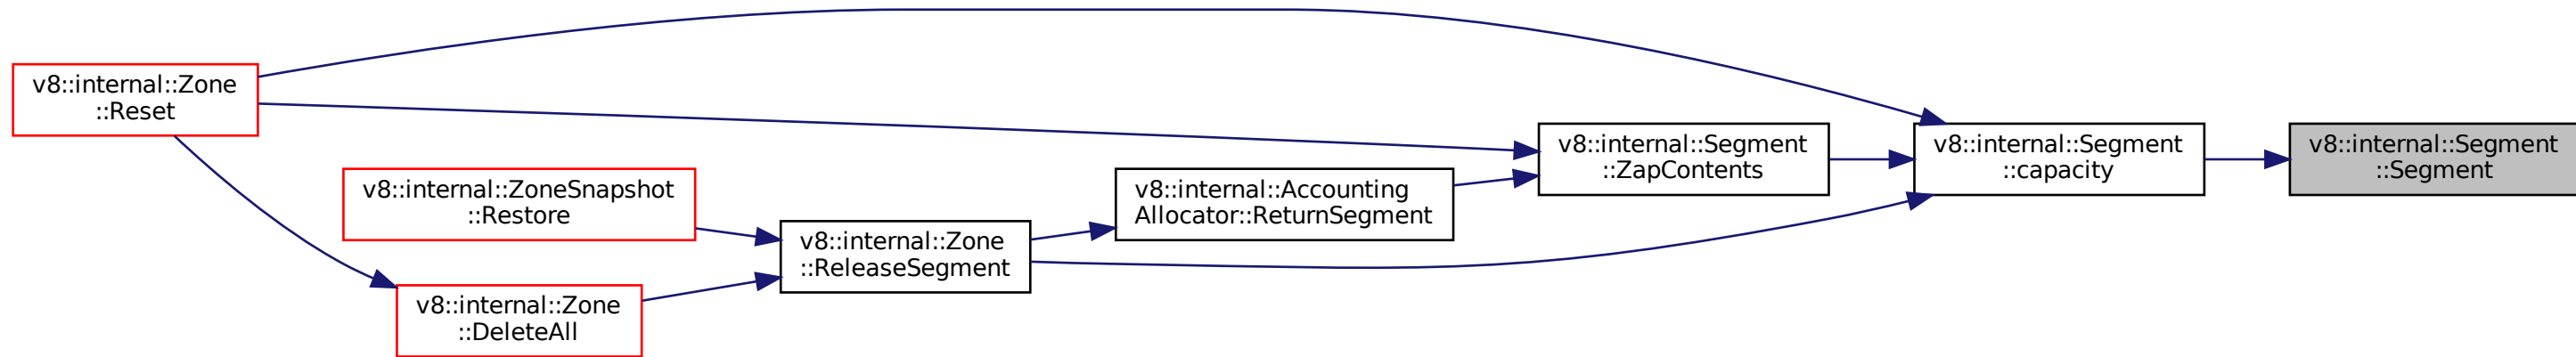 v8::internal::Zone
::Reset
v8::internal::ZoneSnapshot
::Restore
v8::internal::Zone
::DeleteAll
v8::internal::Zone
::ReleaseSegment
v8::internal::Accounting
Allocator::ReturnSegment
v8::internal::Segment
::ZapContents
v8::internal::Segment
::capacity
v8::internal::Segment
::Segment